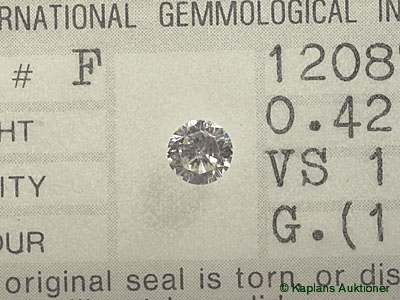 RNATIONAL GEMMOLOGICAL IN
# F 1208
HT 0.42
ITY VS 1
OUR G.(1
original seal is torn, or dis
© Kaplans Auktioner